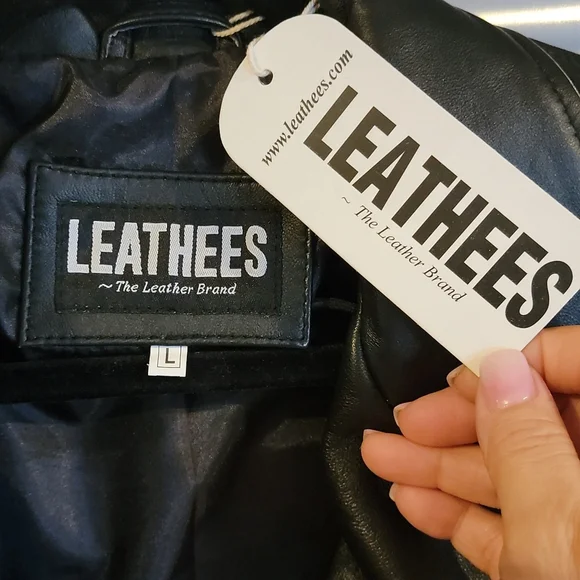 www.leathees.com
LEATHEES
~ The Leather Brand
LEATHEES
~ The Leather Brand
L